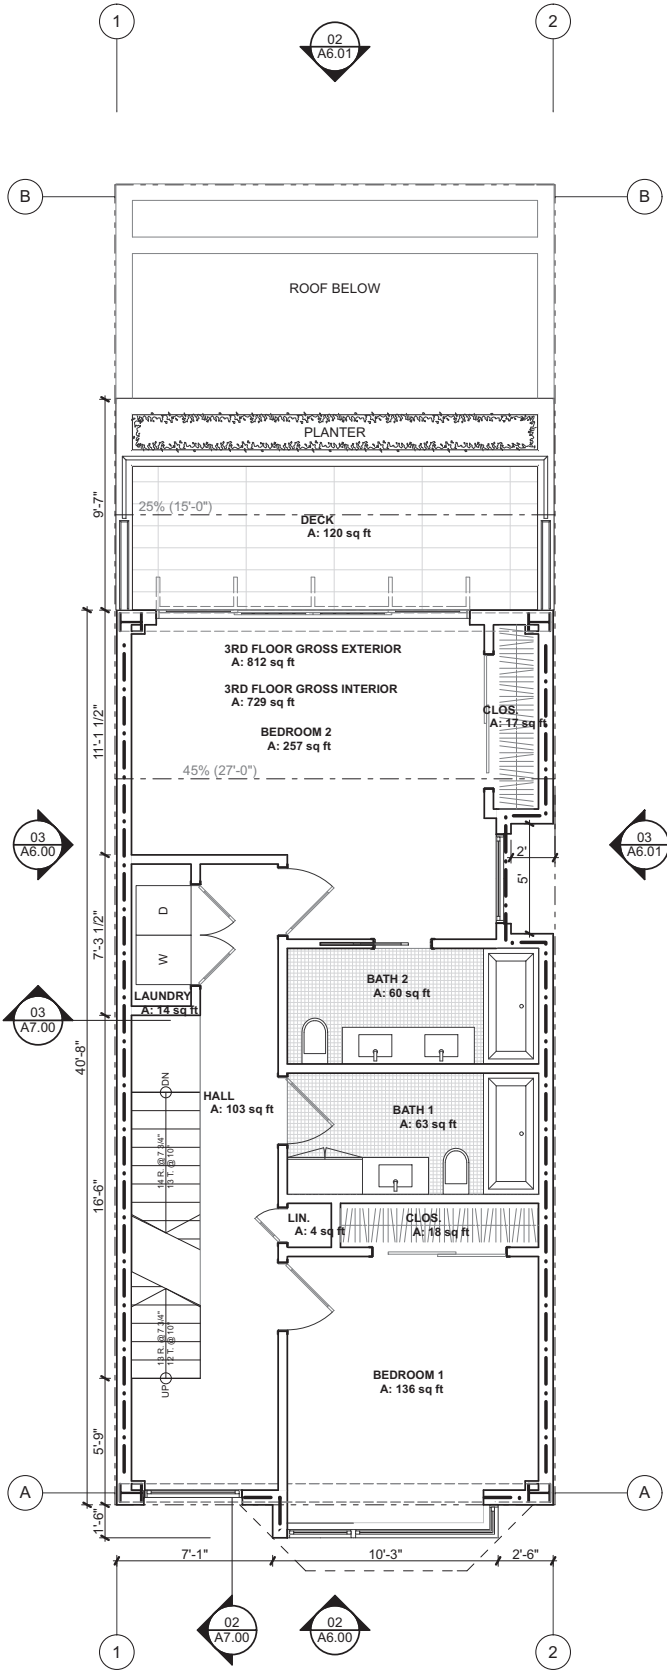 1
02
A6.01
2
B
B
ROOF BELOW
PLANTER
9'-7"
25% (15'-0")
DECK
A: 120 sq ft
3RD FLOOR GROSS EXTERIOR
A: 812 sq ft
3RD FLOOR GROSS INTERIOR
A: 729 sq ft
CLOS.
A: 17 sq ft
BEDROOM 2
A: 257 sq ft
11'-1 1/2"
45% (27'-0")
03
A6.00
03
A6.01
2'
5'
D
W
7'-3 1/2"
BATH 2
A: 60 sq ft
LAUNDRY
A: 14 sq ft
03
A7.00
40'-8"
DN
HALL
A: 103 sq ft
BATH 1
A: 63 sq ft
14 R. @ 7 3/4"
13 T. @ 10"
16'-6"
LIN.
A: 4 sq ft
CLOS.
A: 18 sq ft
13 R. @ 7 3/4"
12 T. @ 10"
UP
BEDROOM 1
A: 136 sq ft
5'-9"
A
A
1'-6"
7'-1"
10'-3"
2'-6"
1
02
A7.00
02
A6.00
2